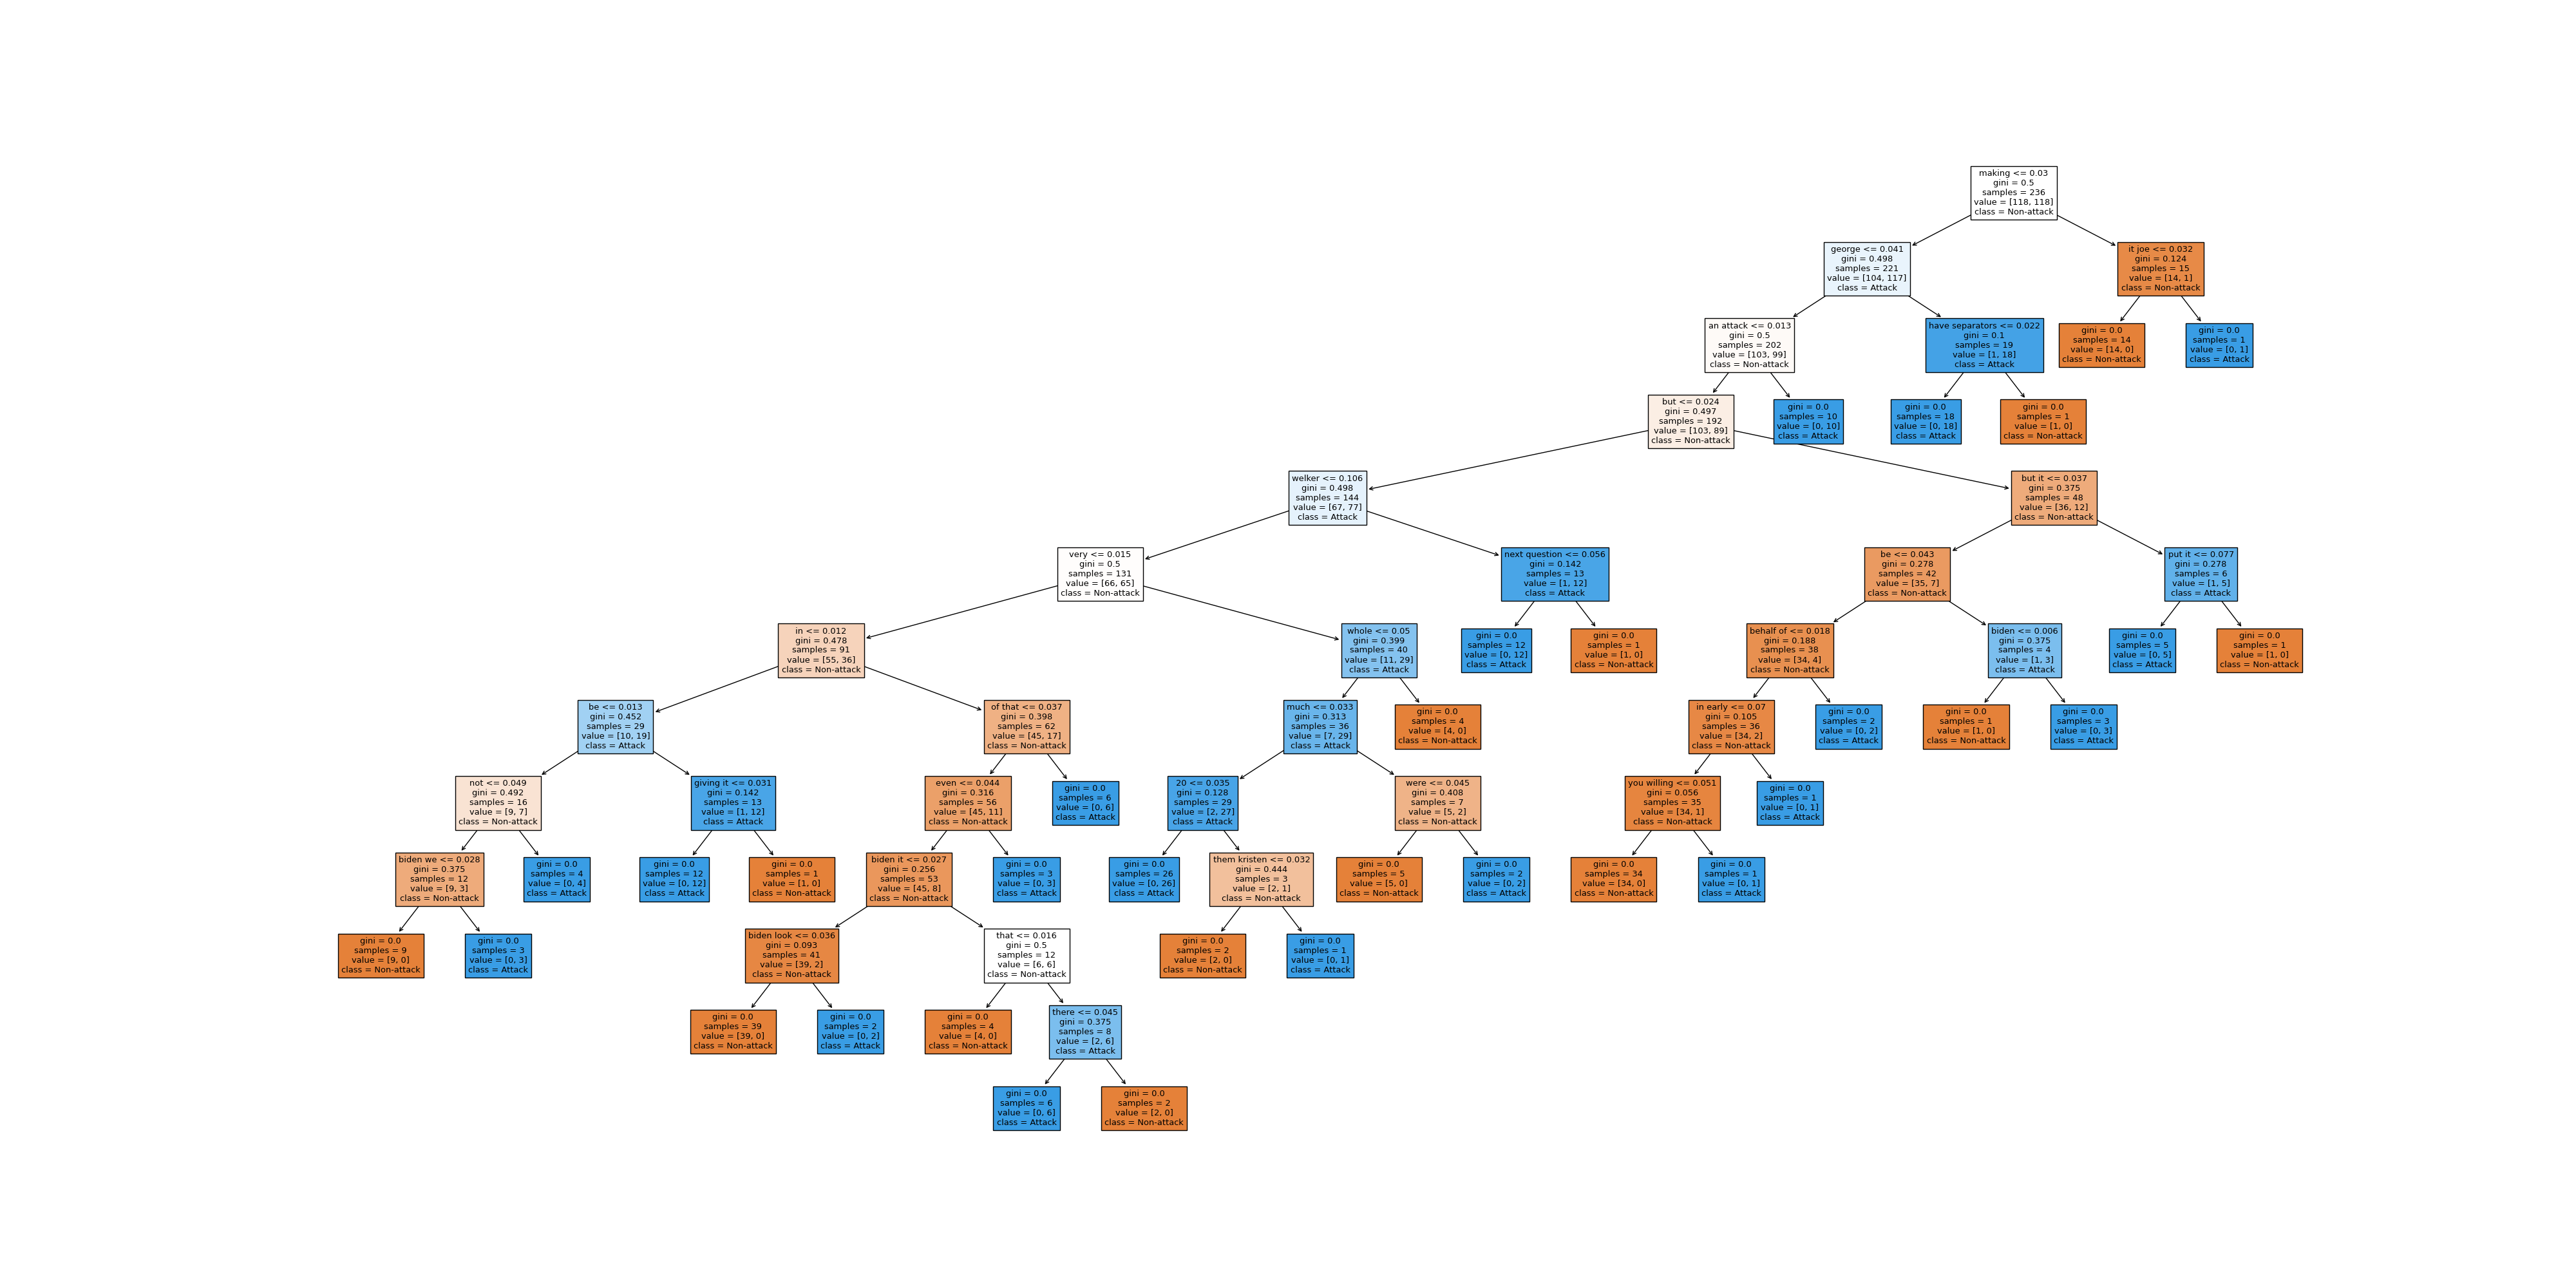 making <= 0.03
gini = 0.5
samples = 236
value = [118, 118]
class = Non-attack
george <= 0.041
gini = 0.498
samples = 221
value = [104, 117]
class = Attack
it joe <= 0.032
gini = 0.124
samples = 15
value = [14, 1]
class = Non-attack
an attack <= 0.013
gini = 0.5
samples = 202
value = [103, 99]
class = Non-attack
have separators <= 0.022
gini = 0.1
samples = 19
value = [1, 18]
class = Attack
gini = 0.0
samples = 14
value = [14, 0]
class = Non-attack
gini = 0.0
samples = 1
value = [0, 1]
class = Attack
but <= 0.024
gini = 0.497
samples = 192
value = [103, 89]
class = Non-attack
gini = 0.0
samples = 10
value = [0, 10]
class = Attack
gini = 0.0
samples = 18
value = [0, 18]
class = Attack
gini = 0.0
samples = 1
value = [1, 0]
class = Non-attack
welker <= 0.106
gini = 0.498
samples = 144
value = [67, 77]
class = Attack
but it <= 0.037
gini = 0.375
samples = 48
value = [36, 12]
class = Non-attack
very <= 0.015
gini = 0.5
samples = 131
value = [66, 65]
class = Non-attack
next question <= 0.056
gini = 0.142
samples = 13
value = [1, 12]
class = Attack
be <= 0.043
gini = 0.278
samples = 42
value = [35, 7]
class = Non-attack
put it <= 0.077
gini = 0.278
samples = 6
value = [1, 5]
class = Attack
in <= 0.012
gini = 0.478
samples = 91
value = [55, 36]
class = Non-attack
whole <= 0.05
gini = 0.399
samples = 40
value = [11, 29]
class = Attack
gini = 0.0
samples = 12
value = [0, 12]
class = Attack
gini = 0.0
samples = 1
value = [1, 0]
class = Non-attack
behalf of <= 0.018
gini = 0.188
samples = 38
value = [34, 4]
class = Non-attack
biden <= 0.006
gini = 0.375
samples = 4
value = [1, 3]
class = Attack
gini = 0.0
samples = 5
value = [0, 5]
class = Attack
gini = 0.0
samples = 1
value = [1, 0]
class = Non-attack
be <= 0.013
gini = 0.452
samples = 29
value = [10, 19]
class = Attack
of that <= 0.037
gini = 0.398
samples = 62
value = [45, 17]
class = Non-attack
much <= 0.033
gini = 0.313
samples = 36
value = [7, 29]
class = Attack
gini = 0.0
samples = 4
value = [4, 0]
class = Non-attack
in early <= 0.07
gini = 0.105
samples = 36
value = [34, 2]
class = Non-attack
gini = 0.0
samples = 2
value = [0, 2]
class = Attack
gini = 0.0
samples = 1
value = [1, 0]
class = Non-attack
gini = 0.0
samples = 3
value = [0, 3]
class = Attack
not <= 0.049
gini = 0.492
samples = 16
value = [9, 7]
class = Non-attack
giving it <= 0.031
gini = 0.142
samples = 13
value = [1, 12]
class = Attack
even <= 0.044
gini = 0.316
samples = 56
value = [45, 11]
class = Non-attack
gini = 0.0
samples = 6
value = [0, 6]
class = Attack
20 <= 0.035
gini = 0.128
samples = 29
value = [2, 27]
class = Attack
were <= 0.045
gini = 0.408
samples = 7
value = [5, 2]
class = Non-attack
you willing <= 0.051
gini = 0.056
samples = 35
value = [34, 1]
class = Non-attack
gini = 0.0
samples = 1
value = [0, 1]
class = Attack
biden we <= 0.028
gini = 0.375
samples = 12
value = [9, 3]
class = Non-attack
gini = 0.0
samples = 4
value = [0, 4]
class = Attack
gini = 0.0
samples = 12
value = [0, 12]
class = Attack
gini = 0.0
samples = 1
value = [1, 0]
class = Non-attack
biden it <= 0.027
gini = 0.256
samples = 53
value = [45, 8]
class = Non-attack
gini = 0.0
samples = 3
value = [0, 3]
class = Attack
gini = 0.0
samples = 26
value = [0, 26]
class = Attack
them kristen <= 0.032
gini = 0.444
samples = 3
value = [2, 1]
class = Non-attack
gini = 0.0
samples = 5
value = [5, 0]
class = Non-attack
gini = 0.0
samples = 2
value = [0, 2]
class = Attack
gini = 0.0
samples = 34
value = [34, 0]
class = Non-attack
gini = 0.0
samples = 1
value = [0, 1]
class = Attack
gini = 0.0
samples = 9
value = [9, 0]
class = Non-attack
gini = 0.0
samples = 3
value = [0, 3]
class = Attack
biden look <= 0.036
gini = 0.093
samples = 41
value = [39, 2]
class = Non-attack
that <= 0.016
gini = 0.5
samples = 12
value = [6, 6]
class = Non-attack
gini = 0.0
samples = 2
value = [2, 0]
class = Non-attack
gini = 0.0
samples = 1
value = [0, 1]
class = Attack
gini = 0.0
samples = 39
value = [39, 0]
class = Non-attack
gini = 0.0
samples = 2
value = [0, 2]
class = Attack
gini = 0.0
samples = 4
value = [4, 0]
class = Non-attack
there <= 0.045
gini = 0.375
samples = 8
value = [2, 6]
class = Attack
gini = 0.0
samples = 6
value = [0, 6]
class = Attack
gini = 0.0
samples = 2
value = [2, 0]
class = Non-attack